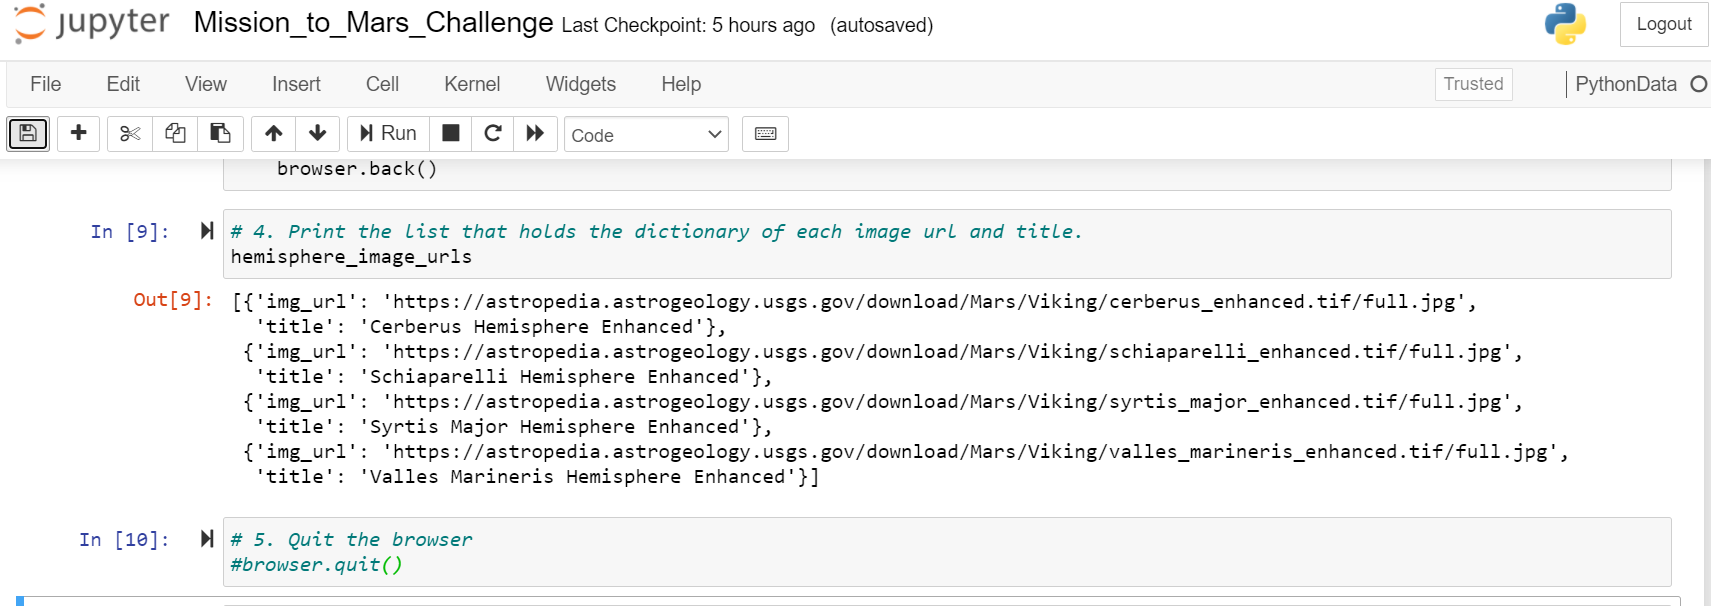 jupyter Mission_to_Mars_Challenge Last Checkpoint: 5 hours ago (autosaved) Logout
File Edit View Insert Cell Kernel Widgets Help Trusted PythonData
Run Code
browser.back()
In [9]: # 4. Print the list that holds the dictionary of each image url and title.
hemisphere_image_urls
Out[9]: [{'img_url': 'https://astropedia.astrogeology.usgs.gov/download/Mars/Viking/cerberus_enhanced.tif/full.jpg',
'title': 'Cerberus Hemisphere Enhanced'},
{'img_url': 'https://astropedia.astrogeology.usgs.gov/download/Mars/Viking/schiaparelli_enhanced.tif/full.jpg',
'title': 'Schiaparelli Hemisphere Enhanced'},
{'img_url': 'https://astropedia.astrogeology.usgs.gov/download/Mars/Viking/syrtis_major_enhanced.tif/full.jpg',
'title': 'Syrtis Major Hemisphere Enhanced'},
{'img_url': 'https://astropedia.astrogeology.usgs.gov/download/Mars/Viking/valles_marineris_enhanced.tif/full.jpg',
'title': 'Valles Marineris Hemisphere Enhanced'}]
In [10]: # 5. Quit the browser
#browser.quit()